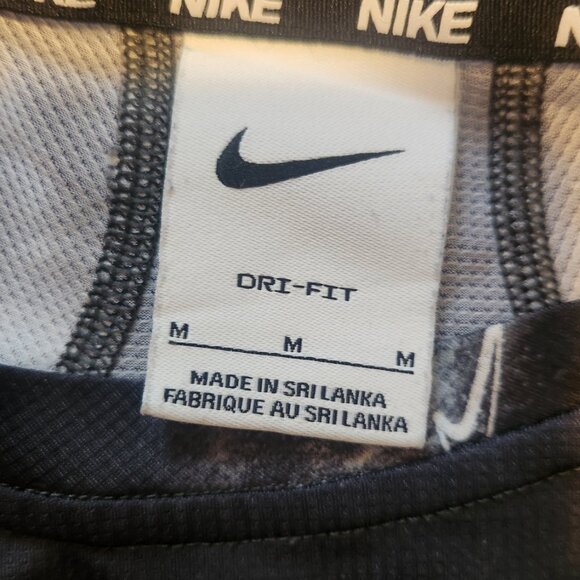 NIKE NIKE NIKE
DRI-FIT
M M M
MADE IN SRI LANKA
FABRIQUE AU SRI LANKA